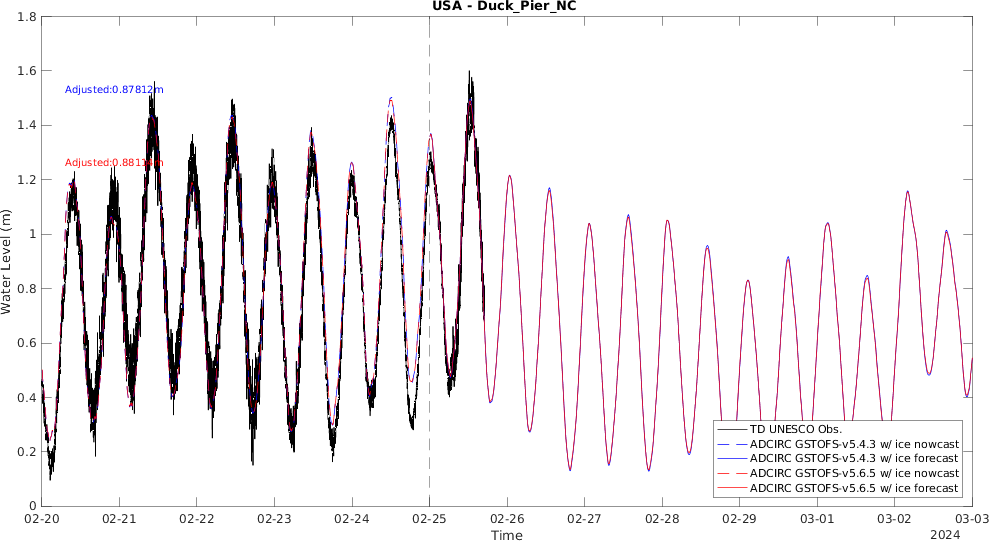 USA - Duck_Pier_NC
1.8
1.6
1.4
1.2
1
0.8
0.6
0.4
0.2
0
Water Level (m)
Adjusted:0.87812m
Adjusted:0.881
TD UNESCO Obs.
ADCIRC GSTOFS-v5.4.3 w/ ice nowcast
ADCIRC GSTOFS-v5.4.3 w/ ice forecast
ADCIRC GSTOFS-v5.6.5 w/ ice nowcast
ADCIRC GSTOFS-v5.6.5 w/ ice forecast
02-20 02-21 02-22 02-23 02-24 02-25 02-26 02-27 02-28 02-29 03-01 03-02 03-03
Time
2024